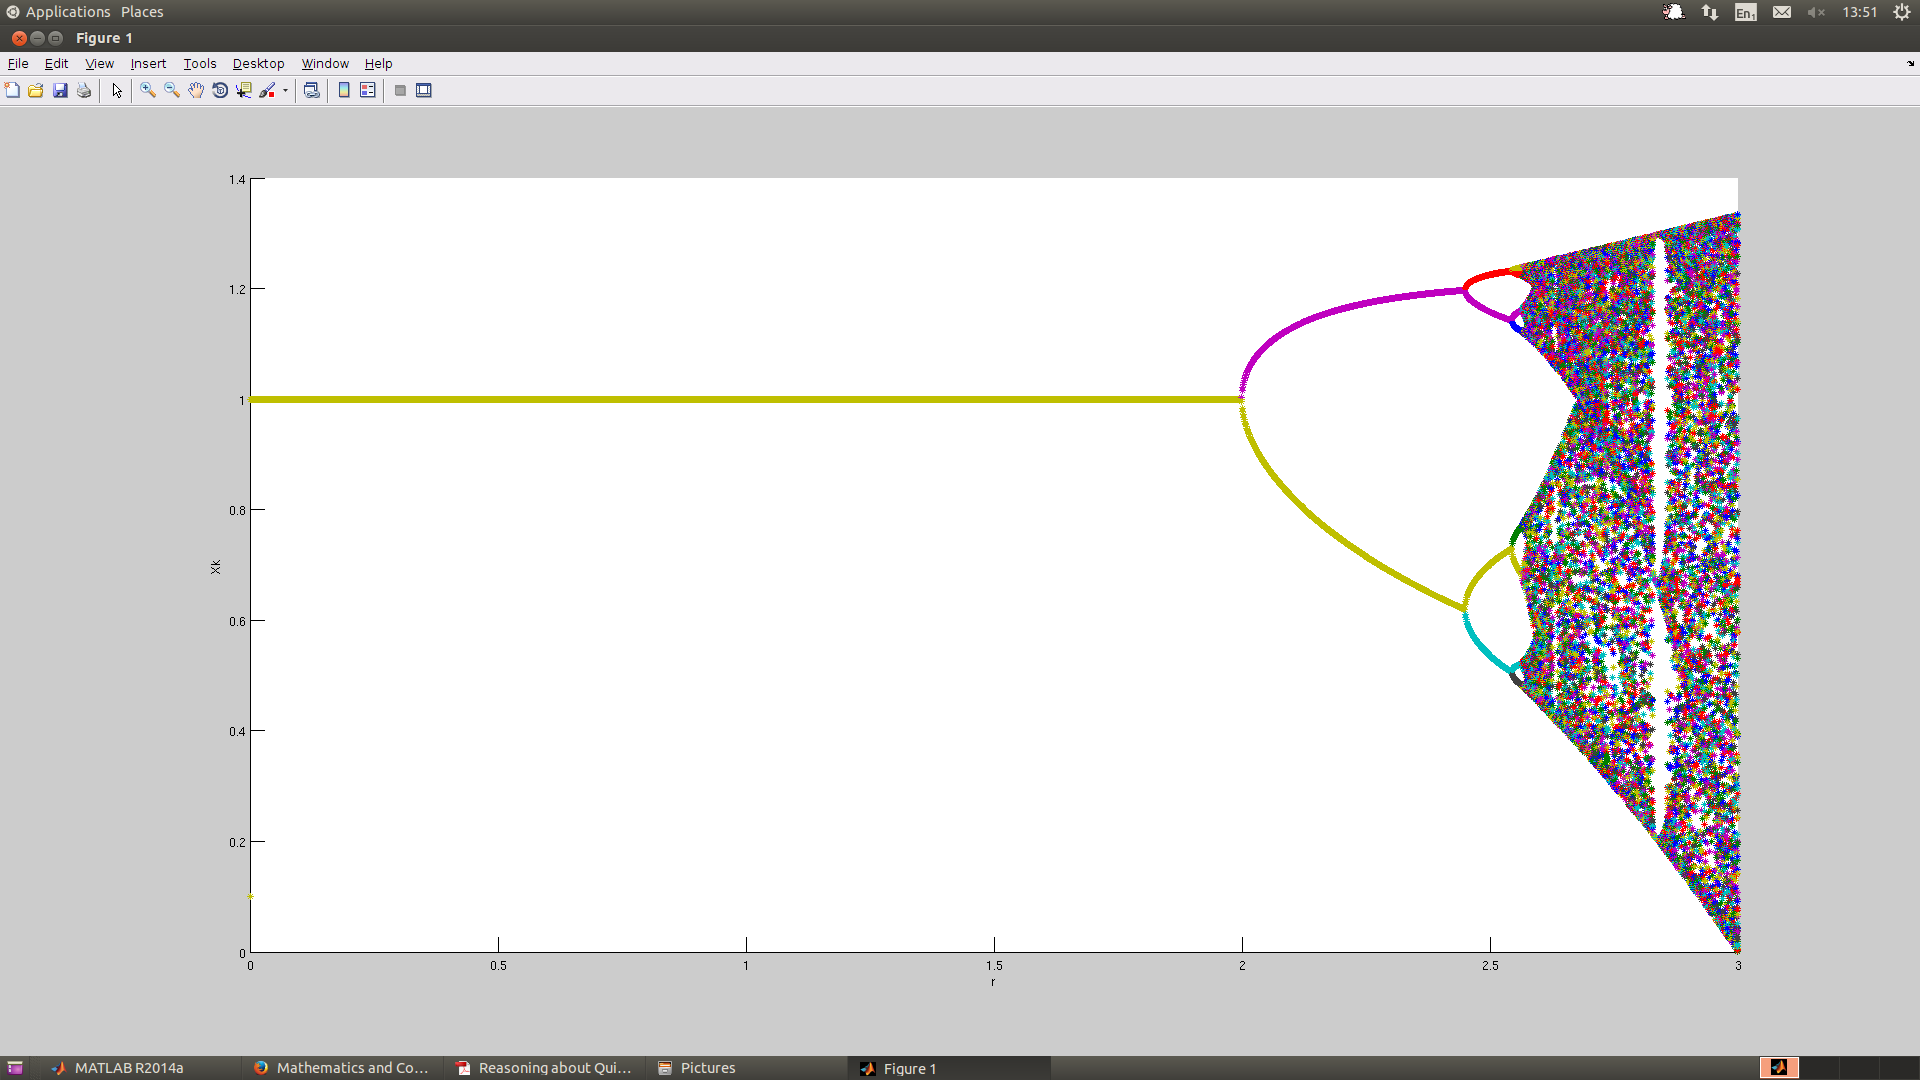 Applications Places
En1 13:51
Figure 1
File Edit View Insert Tools Desktop Window Help
1.4
1.2
1
0.8
0.6
0.4
0.2
0
Xk
0 0.5 1 1.5 2 2.5 3
r
MATLAB R2014a Mathematics and Co... Reasoning about Qui... Pictures Figure 1